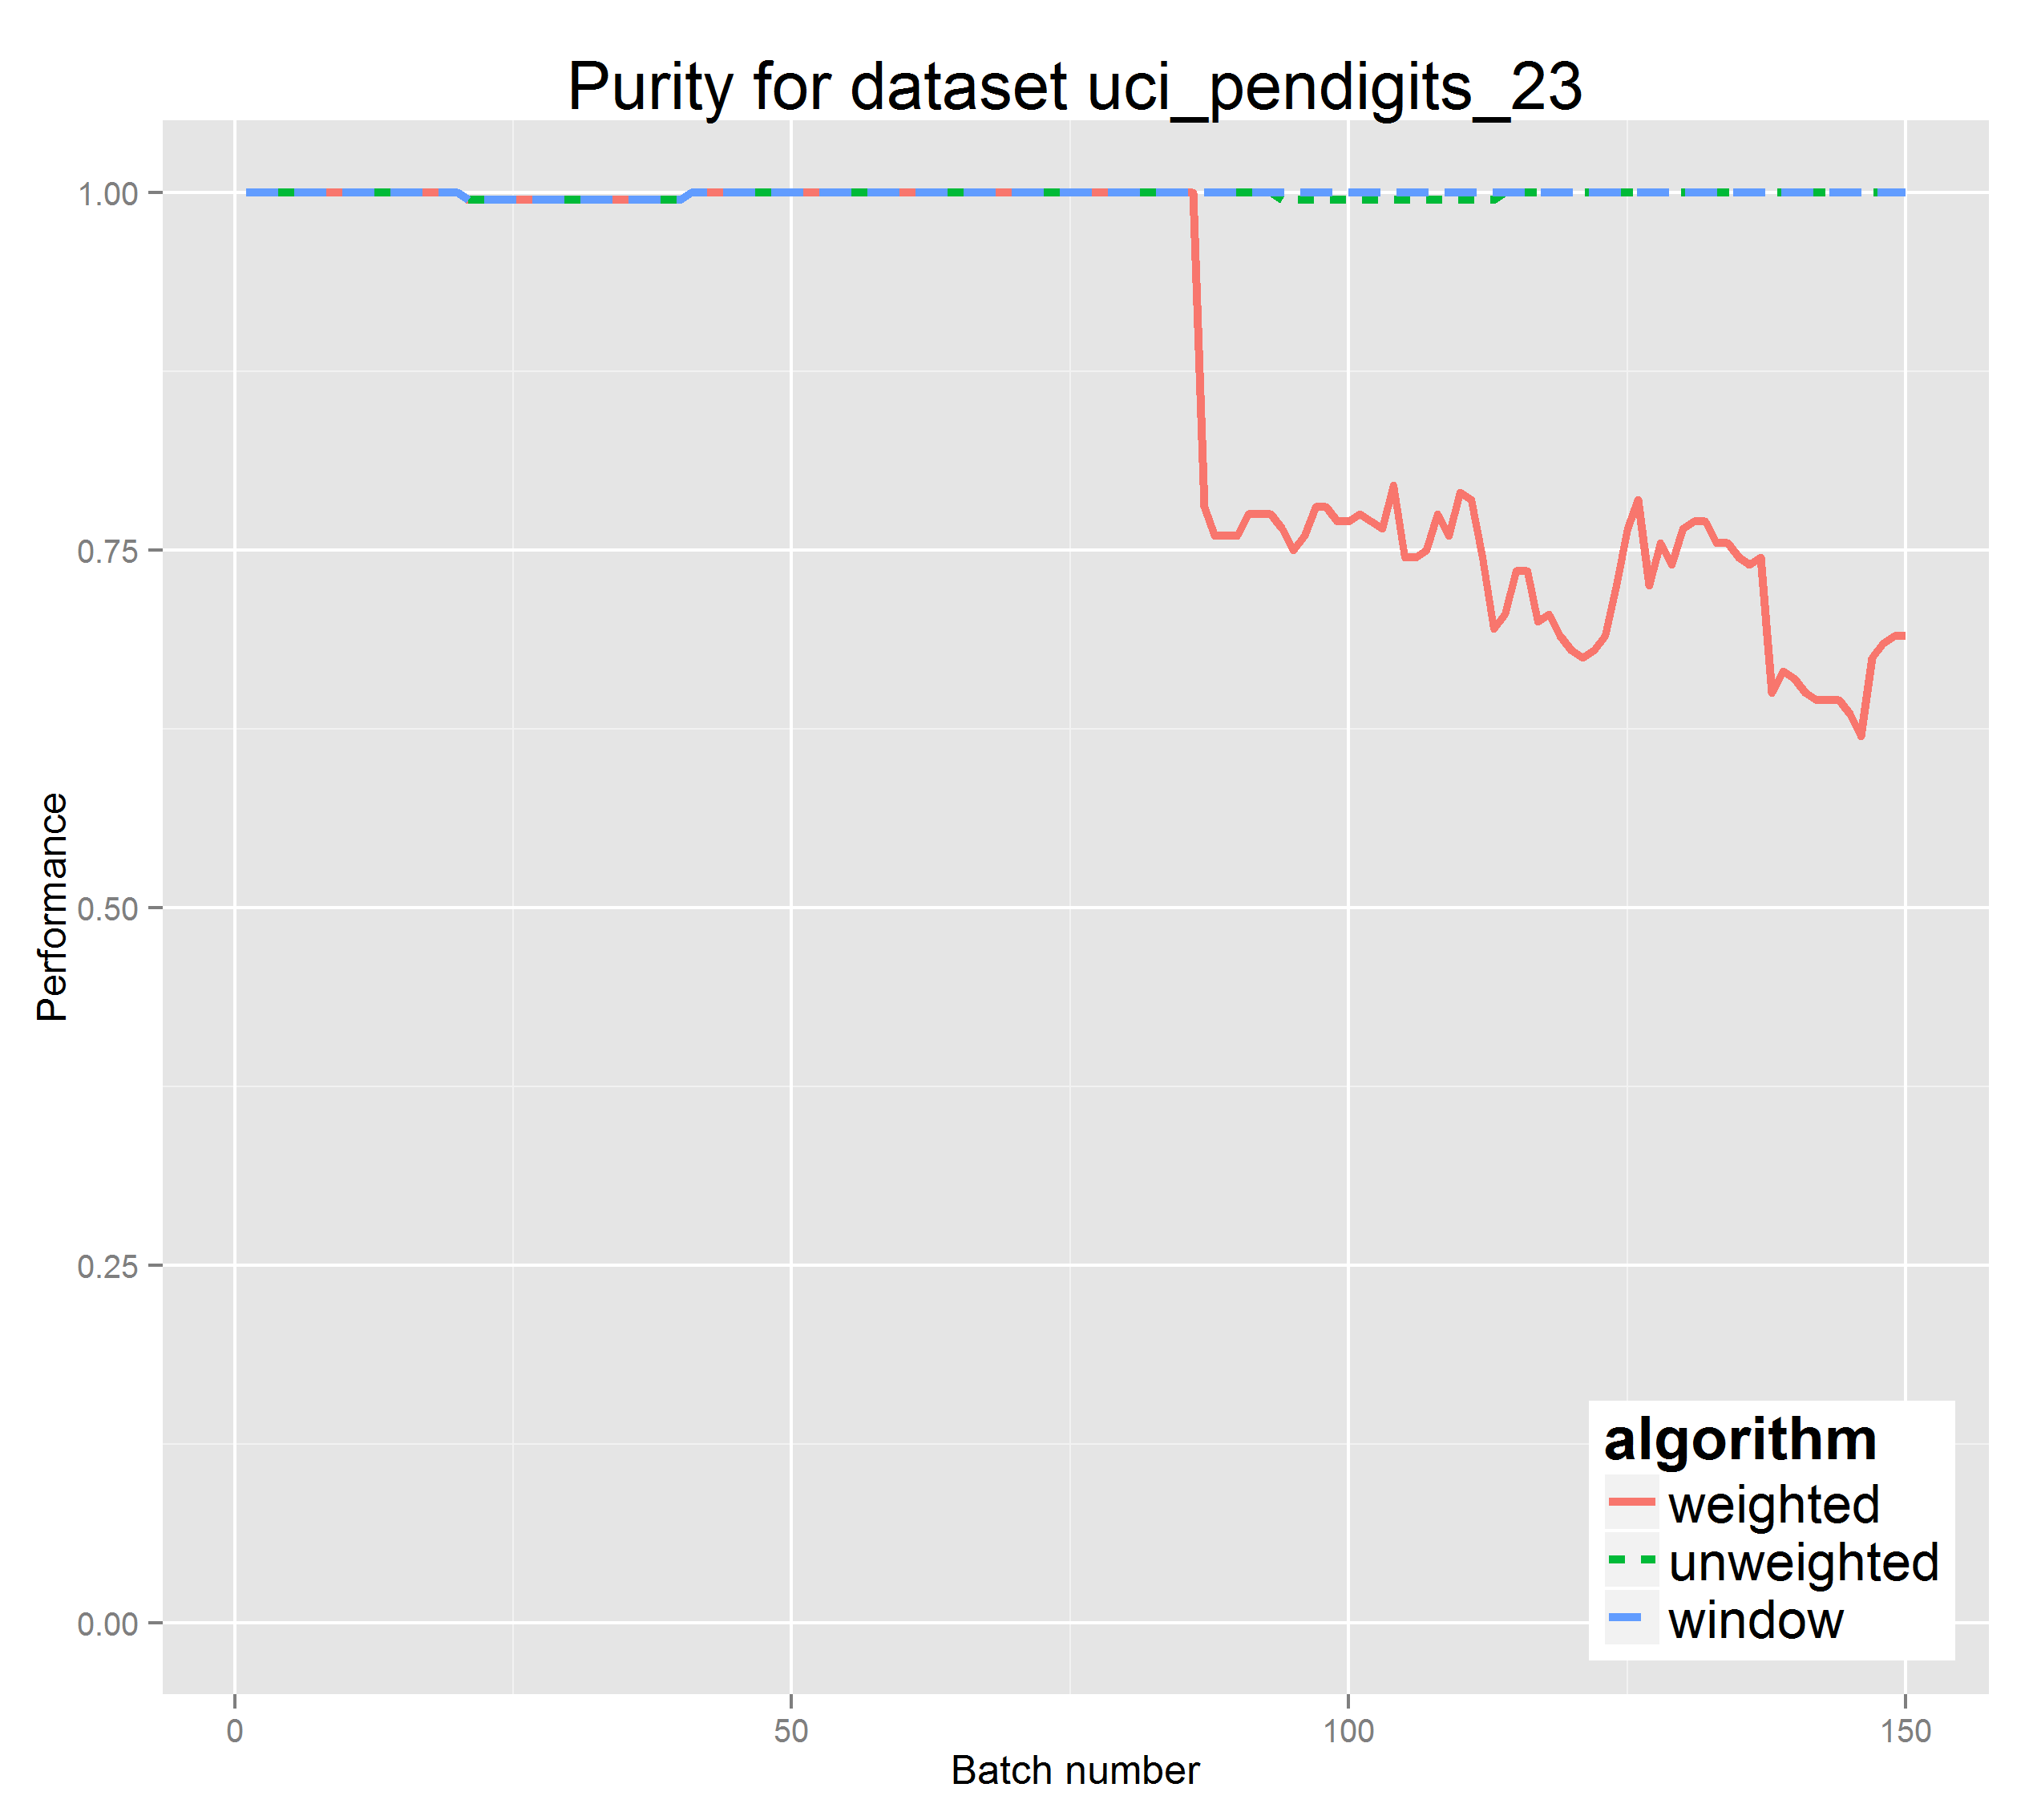 Purity for dataset uci_pendigits_23
1.00
0.75
0.50
0.25
0.00
Performance
0
50
100
150
Batch number
algorithm
weighted
unweighted
window